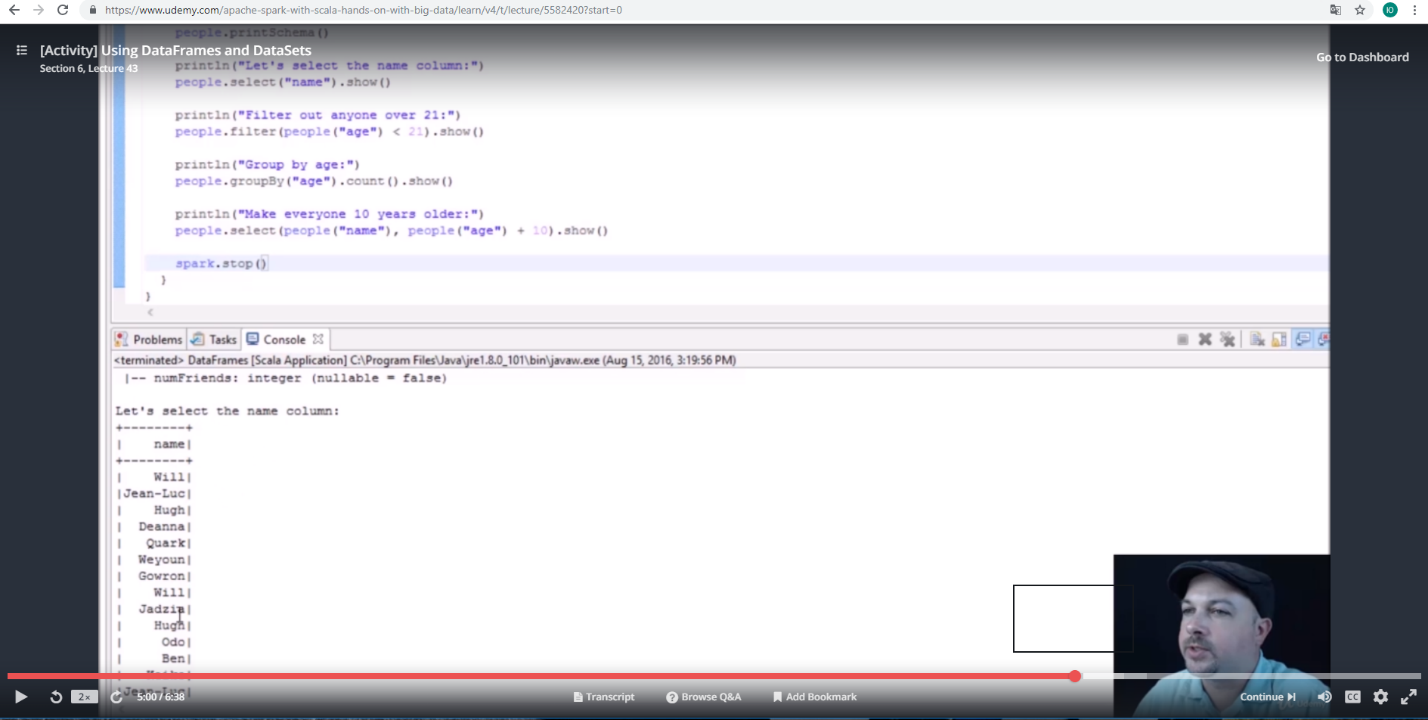 https://www.udemy.com/apache-spark-with-scala-hands-on-with-big-data/learn/v4/t/lecture/5582420?start=0
Ю
people.printSchema()
[Activity] Using DataFrames and DataSets
Go to Dashboard
Section 6, Lecture 43
println("Let's select the name column:")
people.select("name").show()
println("Filter out anyone over 21:")
people.filter(people("age") < 21).show()
println("Group by age:")
people.groupBy("age").count().show()
println("Make everyone 10 years older:")
people.select(people("name"), people("age") + 10).show()
spark.stop()
}
}
Problems Tasks Console
<terminated> DataFrames [Scala Application] C:\Program Files\Java\jre1.8.0_101\bin\javaw.exe (Aug 15, 2016, 3:19:56 PM)
|-- numFriends: integer (nullable = false)
Let's select the name column:
+--------+
| name|
+--------+
| Will|
|Jean-Luc|
| Hugh|
| Deanna|
| Quark|
| Weyoun|
| Gowron|
| Will|
| Jadzia|
| Hugh|
| Odo|
| Ben|
|Jean-Luc|
2x 5:00 / 6:38 Transcript Browse Q&A Add Bookmark Continue CC